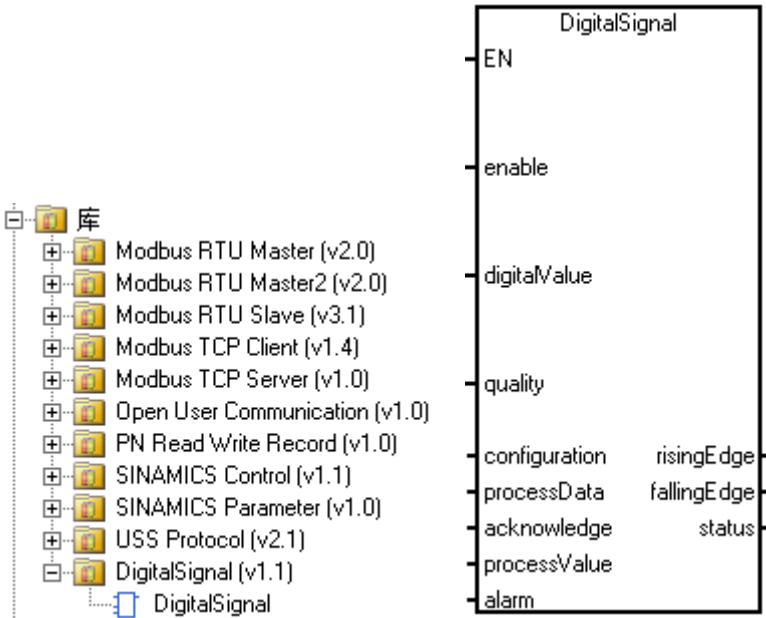 库
Modbus RTU Master (v2.0)
Modbus RTU Master2 (v2.0)
Modbus RTU Slave (v3.1)
Modbus TCP Client (v1.4)
Modbus TCP Server (v1.0)
Open User Communication (v1.0)
PN Read Write Record (v1.0)
SINAMICS Control (v1.1)
SINAMICS Parameter (v1.0)
USS Protocol (v2.1)
DigitalSignal (v1.1)
DigitalSignal
DigitalSignal
EN
enable
digitalValue
quality
configuration risingEdge
processData fallingEdge
acknowledge status
processValue
alarm